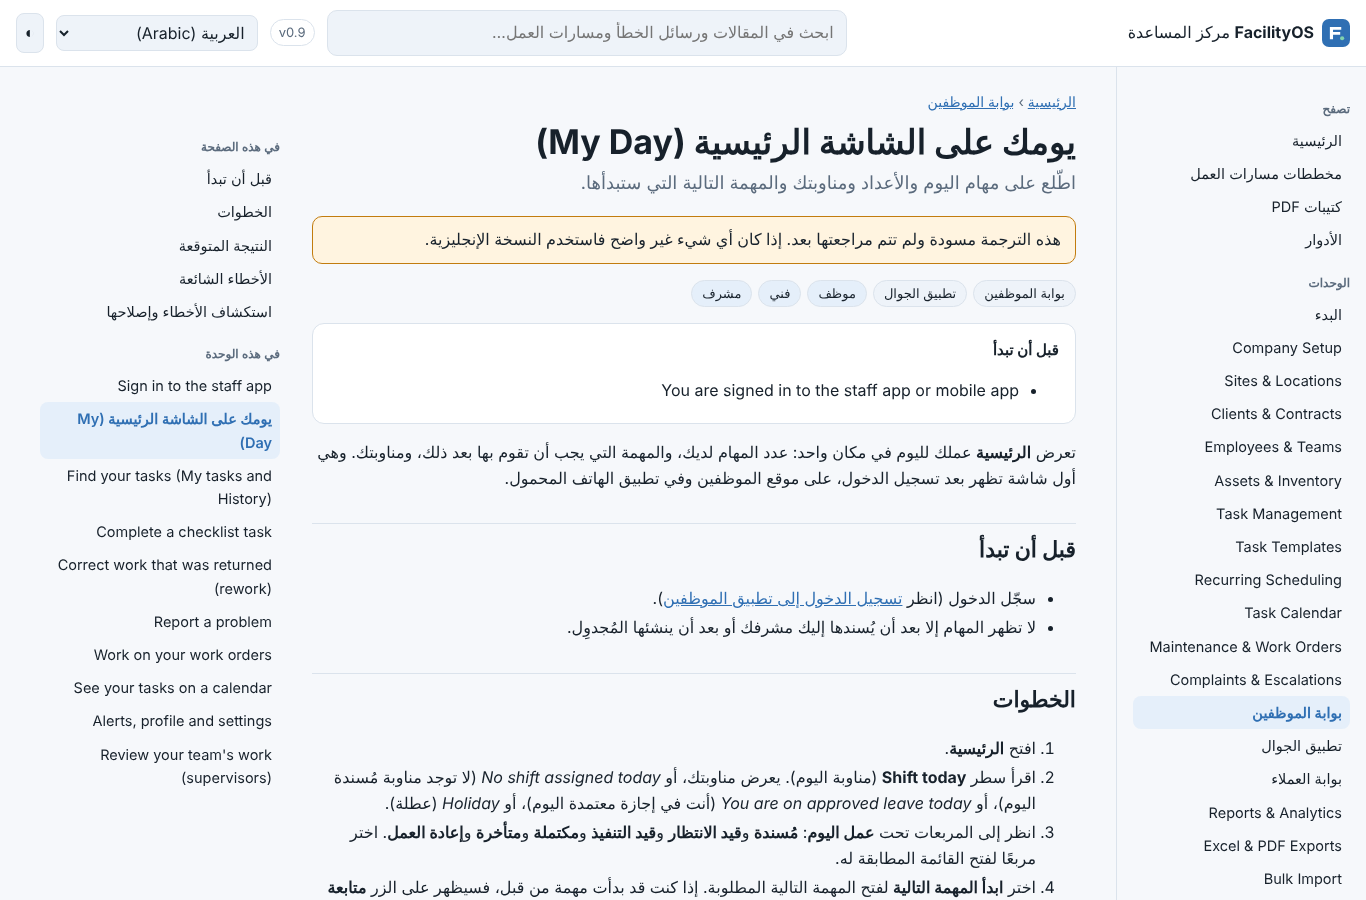 FacilityOS مركز المساعدة
ابحث في المقالات ورسائل الخطأ ومسارات العمل...
v0.9
العربية (Arabic)
تصفح
الرئيسية
مخططات مسارات العمل
كتيبات PDF
الأدوار
الوحدات
البدء
Company Setup
Sites & Locations
Clients & Contracts
Employees & Teams
Assets & Inventory
Task Management
Task Templates
Recurring Scheduling
Task Calendar
Maintenance & Work Orders
Complaints & Escalations
بوابة الموظفين
تطبيق الجوال
بوابة العملاء
Reports & Analytics
Excel & PDF Exports
Bulk Import
الرئيسية › بوابة الموظفين
يومك على الشاشة الرئيسية (My Day)
اطّلع على مهام اليوم والأعداد ومناوبتك والمهمة التالية التي ستبدأها.
هذه الترجمة مسودة ولم تتم مراجعتها بعد. إذا كان أي شيء غير واضح فاستخدم النسخة الإنجليزية.
بوابة الموظفين
تطبيق الجوال
موظف
فني
مشرف
قبل أن تبدأ
• You are signed in to the staff app or mobile app
تعرض الرئيسية عملك لليوم في مكان واحد: عدد المهام لديك، والمهمة التي يجب أن تقوم بها بعد ذلك، ومناوبتك. وهي
أول شاشة تظهر بعد تسجيل الدخول، على موقع الموظفين وفي تطبيق الهاتف المحمول.
قبل أن تبدأ
• سجّل الدخول (انظر تسجيل الدخول إلى تطبيق الموظفين).
• لا تظهر المهام إلا بعد أن يُسندها إليك مشرفك أو بعد أن ينشئها المُجدوِل.
الخطوات
1. افتح الرئيسية.
2. اقرأ سطر Shift today (مناوبة اليوم). يعرض مناوبتك، أو No shift assigned today (لا توجد مناوبة مُسندة
اليوم)، أو You are on approved leave today (أنت في إجازة معتمدة اليوم)، أو Holiday (عطلة).
3. انظر إلى المربعات تحت عمل اليوم: مُسندة وقيد الانتظار وقيد التنفيذ ومكتملة ومتأخرة وإعادة العمل. اختر
مربعًا لفتح القائمة المطابقة له.
4. اختر ابدأ المهمة التالية لفتح المهمة التالية المطلوبة. إذا كنت قد بدأت مهمة من قبل، فسيظهر على الزر متابعة
في هذه الصفحة
قبل أن تبدأ
الخطوات
النتيجة المتوقعة
الأخطاء الشائعة
استكشاف الأخطاء وإصلاحها
في هذه الوحدة
Sign in to the staff app
يومك على الشاشة الرئيسية (My
Day)
Find your tasks (My tasks and
History)
Complete a checklist task
Correct work that was returned
(rework)
Report a problem
Work on your work orders
See your tasks on a calendar
Alerts, profile and settings
Review your team's work
(supervisors)